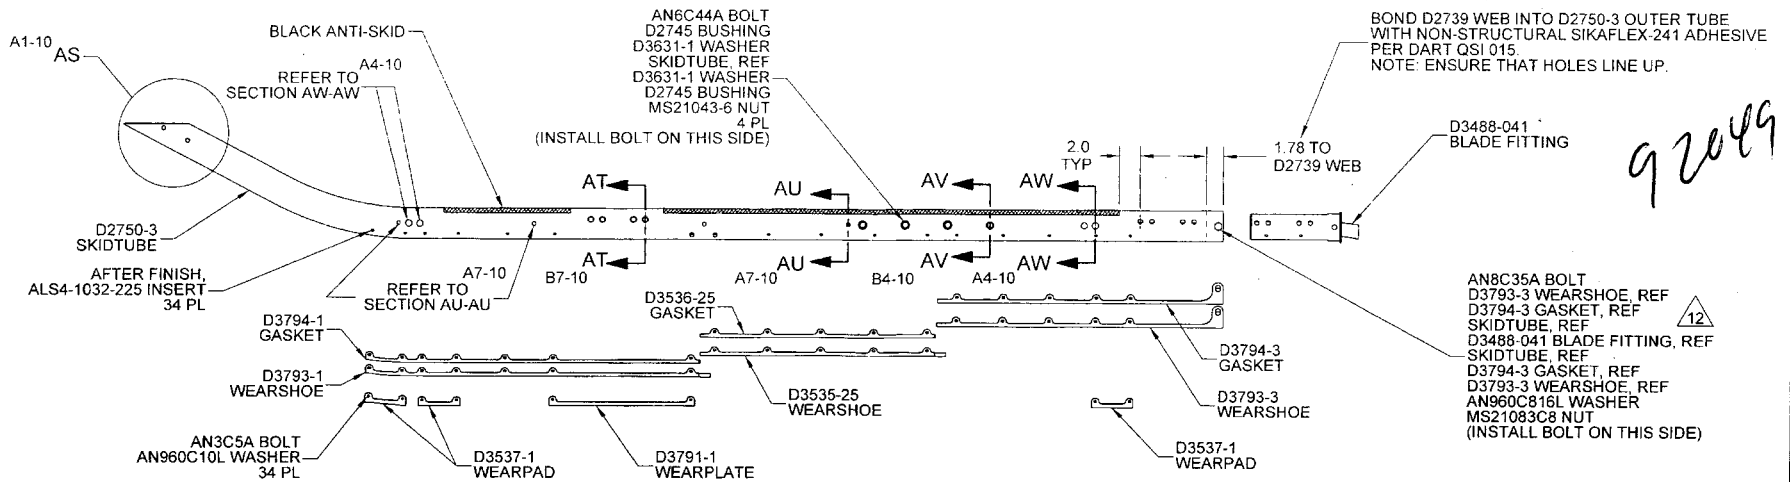 A1-10
AS
BLACK ANTI-SKID
A4-10
REFER TO
SECTION AW-AW
AN6C44A BOLT
D2745 BUSHING
D3631-1 WASHER
SKIDTUBE, REF
D3631-1 WASHER
D2745 BUSHING
MS21043-6 NUT
4 PL
(INSTALL BOLT ON THIS SIDE)
BOND D2739 WEB INTO D2750-3 OUTER TUBE
WITH NON-STRUCTURAL SIKAFLEX-241 ADHESIVE
PER DART QSI 015.
NOTE: ENSURE THAT HOLES LINE UP.
D3488-041
BLADE FITTING
92049
2.0
TYP
1.78 TO
D2739 WEB
AT
AU
AV
AW
D2750-3
SKIDTUBE
AFTER FINISH,
ALS4-1032-225 INSERT
34 PL
REFER TO
SECTION AU-AU
A7-10
B7-10
AT
A7-10
AU
B4-10
AV
A4-10
AW
D3794-1
GASKET
D3793-1
WEARSHOE
AN3C5A BOLT
AN960C10L WASHER
34 PL
D3537-1
WEARPAD
D3791-1
WEARPLATE
D3536-25
GASKET
D3535-25
WEARSHOE
D3794-3
GASKET
D3793-3
WEARSHOE
D3537-1
WEARPAD
AN8C35A BOLT
D3793-3 WEARSHOE, REF
D3794-3 GASKET, REF
SKIDTUBE, REF
D3488-041 BLADE FITTING, REF
SKIDTUBE, REF
D3794-3 GASKET, REF
D3793-3 WEARSHOE, REF
AN960C816L WASHER
MS21083C8 NUT
(INSTALL BOLT ON THIS SIDE)
12